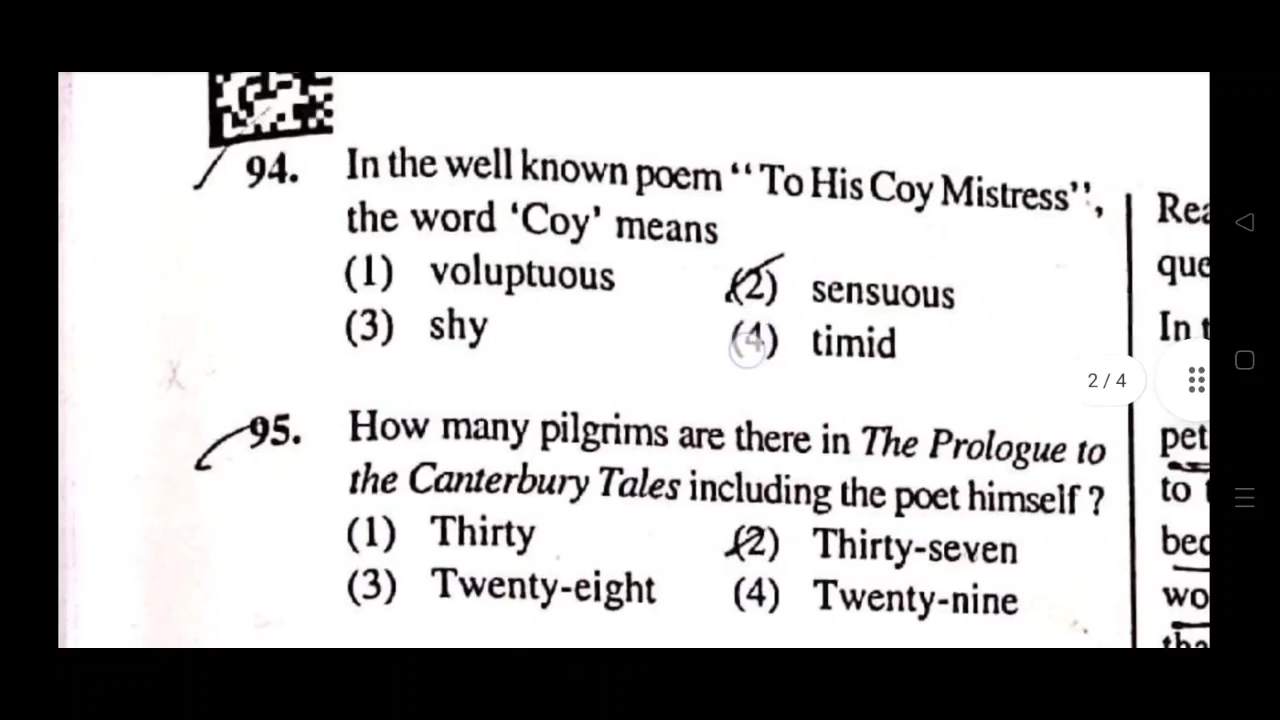 94. In the well known poem “To His Coy Mistress”,
the word ‘Coy’ means
(1) voluptuous (2) sensuous
(3) shy (4) timid
95. How many pilgrims are there in The Prologue to
the Canterbury Tales including the poet himself ?
(1) Thirty (2) Thirty-seven
(3) Twenty-eight (4) Twenty-nine
Rea
que
In t
2 / 4
pet
to
bec
wo
tha